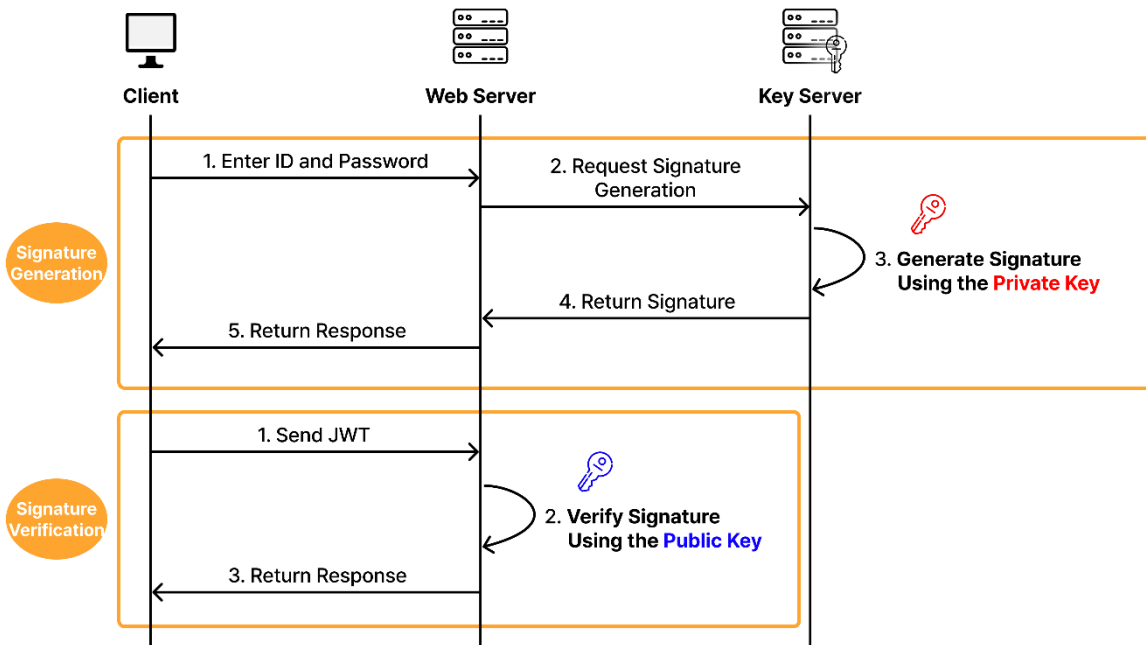 Client
Web Server
Key Server
1. Enter ID and Password
2. Request Signature
Generation
Signature
Generation
3. Generate Signature
Using the Private Key
4. Return Signature
5. Return Response
1. Send JWT
Signature
Verification
2. Verify Signature
Using the Public Key
3. Return Response